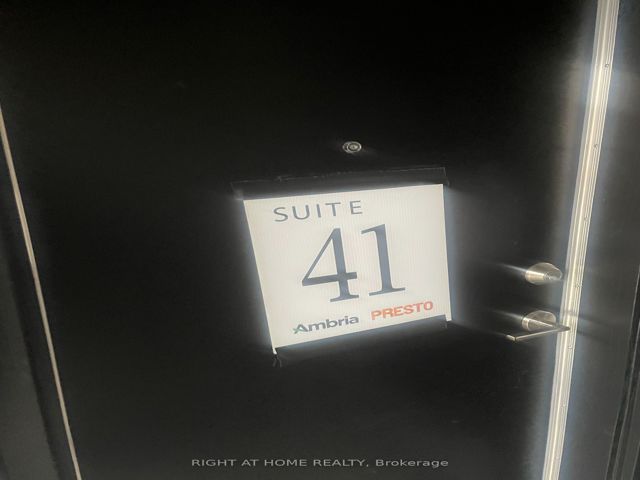 SUITE
41
Ambria PRESTO
RIGHT AT HOME REALTY, Brokerage